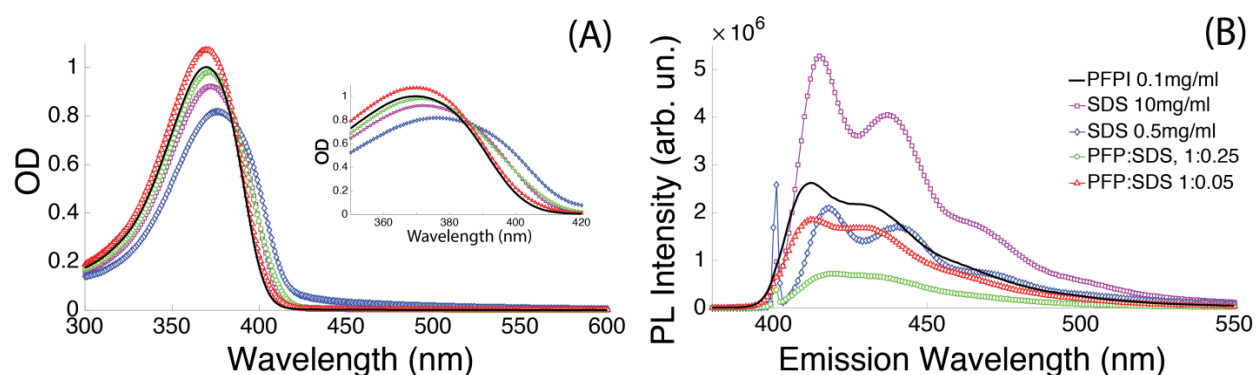 (A)
OD
1
0.8
0.6
0.4
0.2
0
300
350
400
450
500
550
600
Wavelength (nm)
OD
1
0.8
0.6
0.4
0.2
0
360
380
400
420
Wavelength (nm)
(B)
× 10⁶
PL Intensity (arb. un.)
5
4
3
2
1
0
400
450
500
550
Emission Wavelength (nm)
PFPI 0.1mg/ml
SDS 10mg/ml
SDS 0.5mg/ml
PFP:SDS, 1:0.25
PFP:SDS 1:0.05